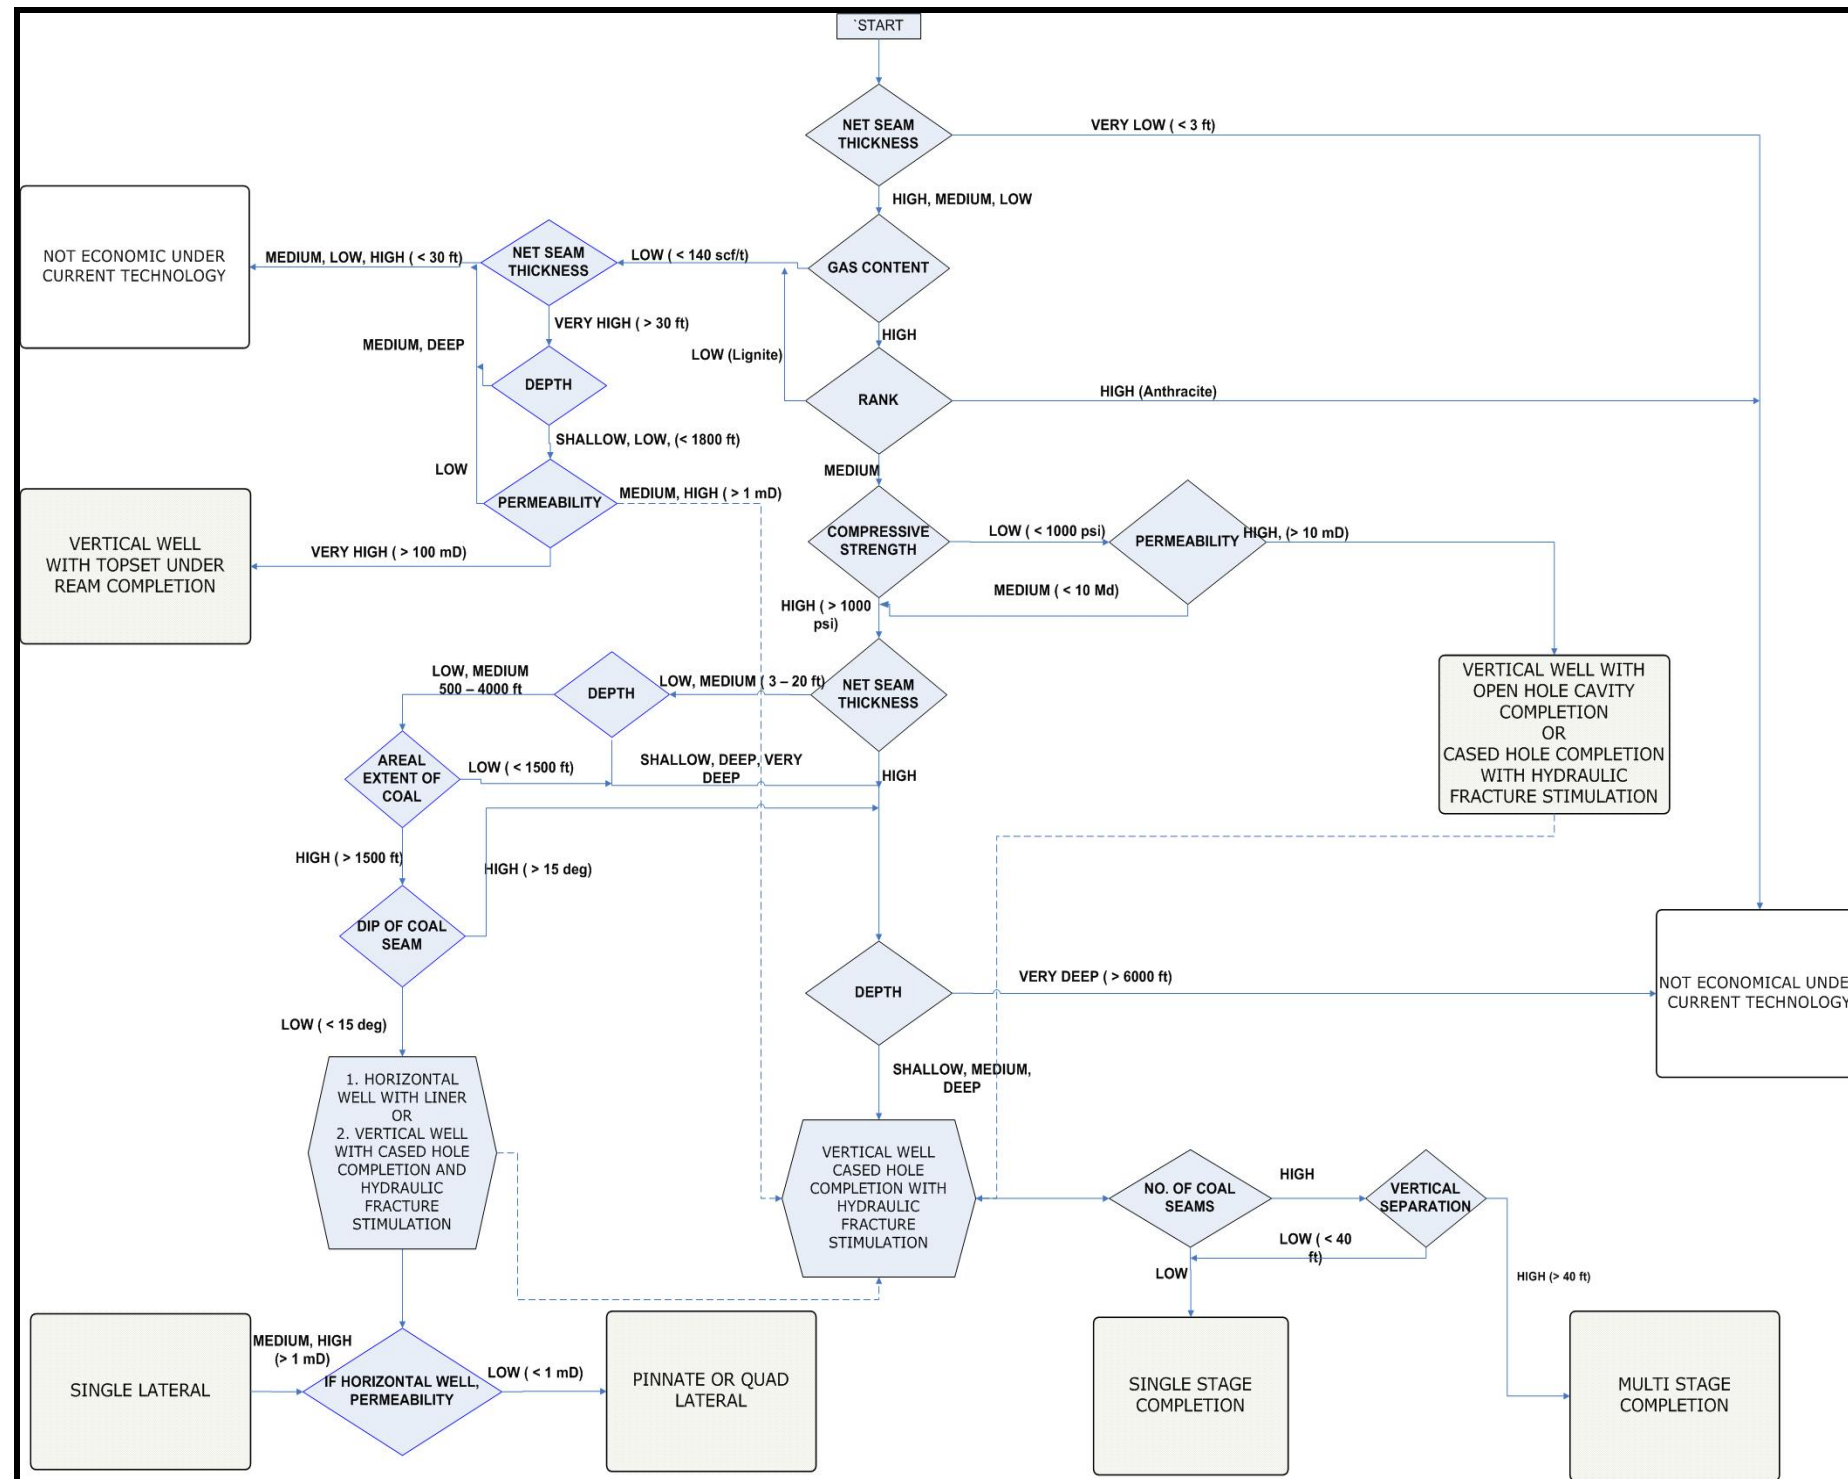 `START
NET SEAM
THICKNESS
VERY LOW ( < 3 ft)
HIGH, MEDIUM, LOW
NOT ECONOMIC UNDER
CURRENT TECHNOLOGY
MEDIUM, LOW, HIGH ( < 30 ft)
NET SEAM
THICKNESS
LOW ( < 140 scf/t)
GAS CONTENT
VERY HIGH ( > 30 ft)
HIGH
MEDIUM, DEEP
LOW (Lignite)
DEPTH
RANK
HIGH (Anthracite)
SHALLOW, LOW, (< 1800 ft)
LOW
MEDIUM
PERMEABILITY
MEDIUM, HIGH ( > 1 mD)
VERTICAL WELL
WITH TOPSET UNDER
REAM COMPLETION
VERY HIGH ( > 100 mD)
COMPRESSIVE
STRENGTH
LOW ( < 1000 psi)
PERMEABILITY
HIGH, (> 10 mD)
MEDIUM ( < 10 Md)
HIGH ( > 1000
psi)
LOW, MEDIUM
500 – 4000 ft
DEPTH
LOW, MEDIUM ( 3 – 20 ft)
NET SEAM
THICKNESS
VERTICAL WELL WITH
OPEN HOLE CAVITY
COMPLETION
OR
CASED HOLE COMPLETION
WITH HYDRAULIC
FRACTURE STIMULATION
AREAL
EXTENT OF
COAL
LOW ( < 1500 ft)
SHALLOW, DEEP, VERY
DEEP
HIGH
HIGH ( > 1500 ft)
HIGH ( > 15 deg)
DIP OF COAL
SEAM
DEPTH
VERY DEEP ( > 6000 ft)
NOT ECONOMICAL UNDE
CURRENT TECHNOLOGY
LOW ( < 15 deg)
SHALLOW, MEDIUM,
DEEP
1. HORIZONTAL
WELL WITH LINER
OR
2. VERTICAL WELL
WITH CASED HOLE
COMPLETION AND
HYDRAULIC
FRACTURE
STIMULATION
VERTICAL WELL
CASED HOLE
COMPLETION WITH
HYDRAULIC
FRACTURE
STIMULATION
NO. OF COAL
SEAMS
HIGH
VERTICAL
SEPARATION
LOW ( < 40
ft)
LOW
HIGH (> 40 ft)
SINGLE LATERAL
MEDIUM, HIGH
(> 1 mD)
IF HORIZONTAL WELL,
PERMEABILITY
LOW ( < 1 mD)
PINNATE OR QUAD
LATERAL
SINGLE STAGE
COMPLETION
MULTI STAGE
COMPLETION